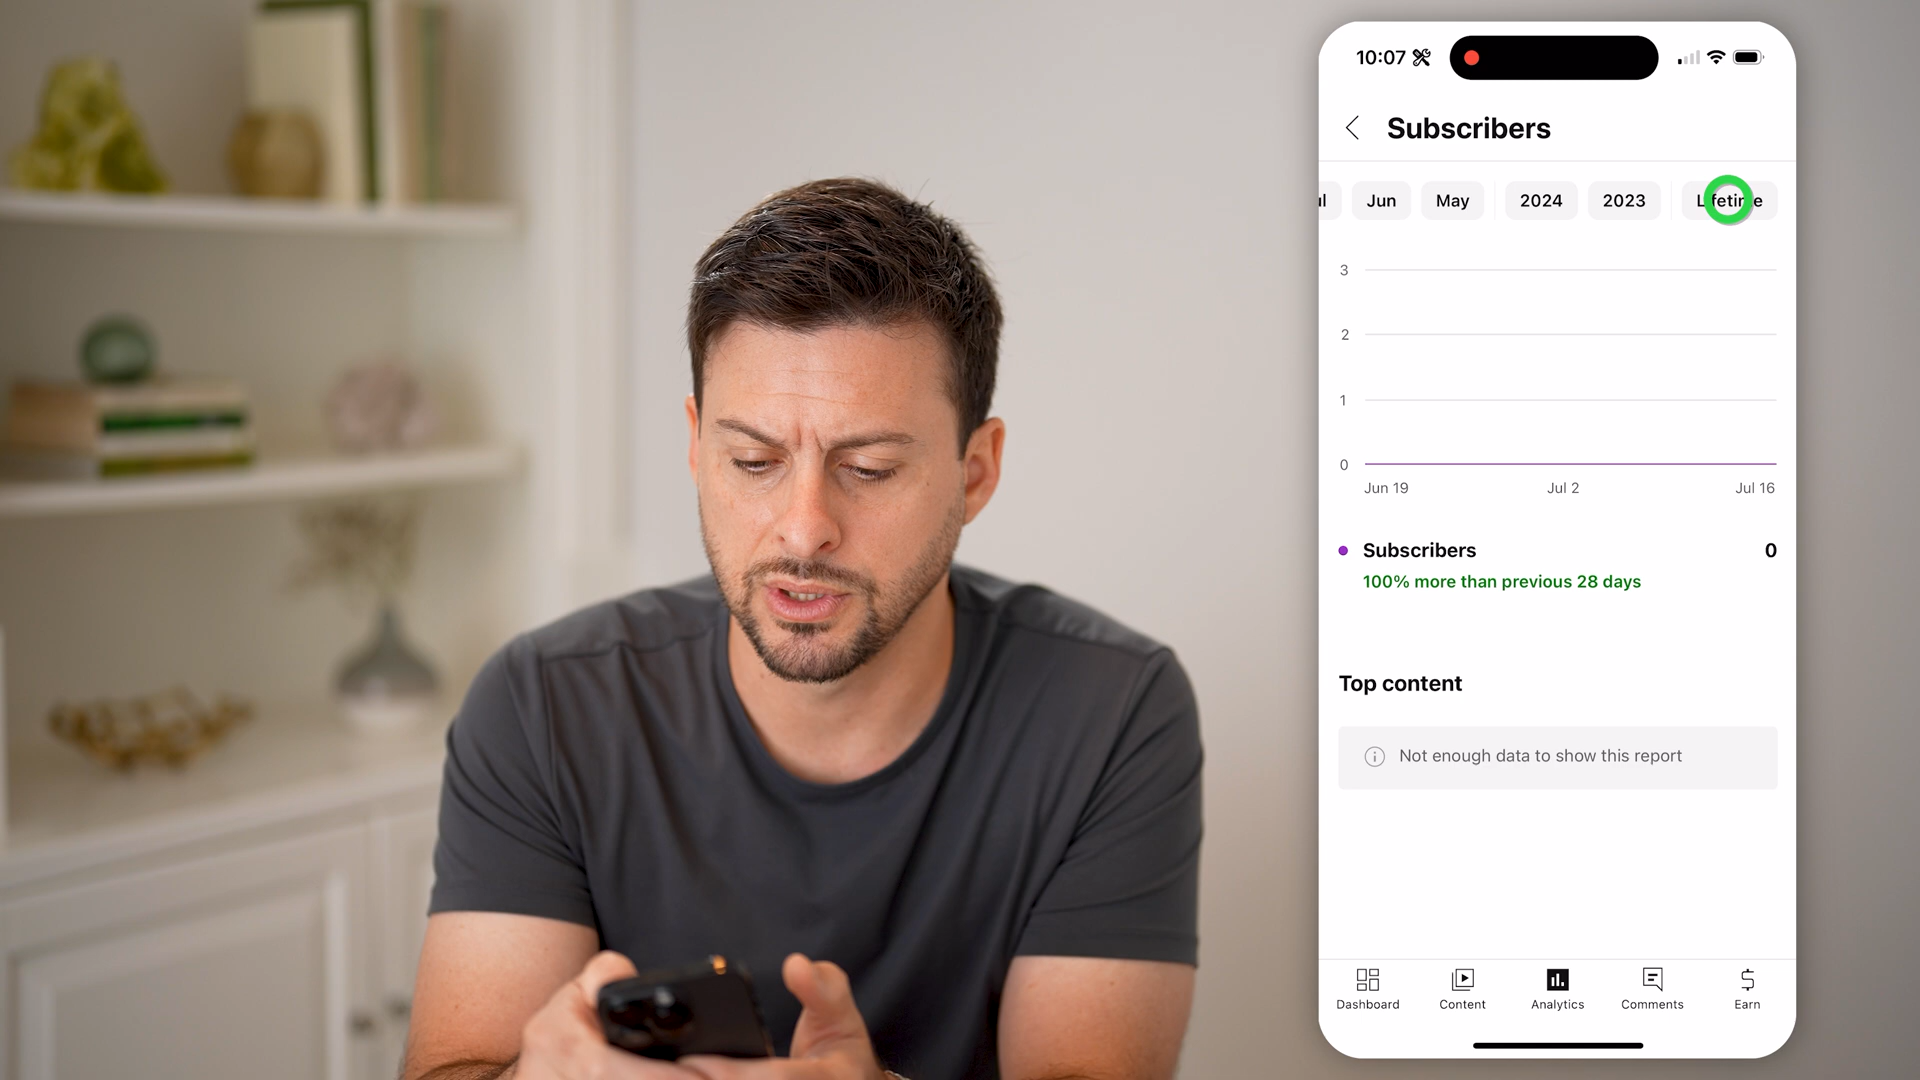 10:07
Subscribers
Jun May 2024 2023 Lifetime
3
2
1
0
Jun 19 Jul 2 Jul 16
Subscribers 0
100% more than previous 28 days
Top content
Not enough data to show this report
Dashboard Content Analytics Comments Earn